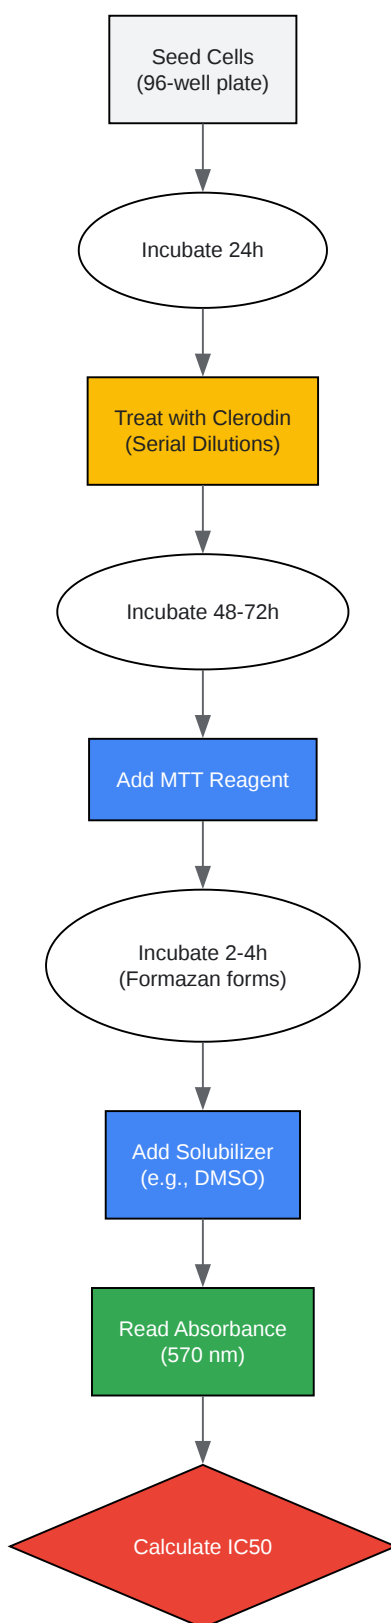 Seed Cells
(96-well plate)
Incubate 24h
Treat with Clerodin
(Serial Dilutions)
Incubate 48-72h
Add MTT Reagent
Incubate 2-4h
(Formazan forms)
Add Solubilizer
(e.g., DMSO)
Read Absorbance
(570 nm)
Calculate IC50